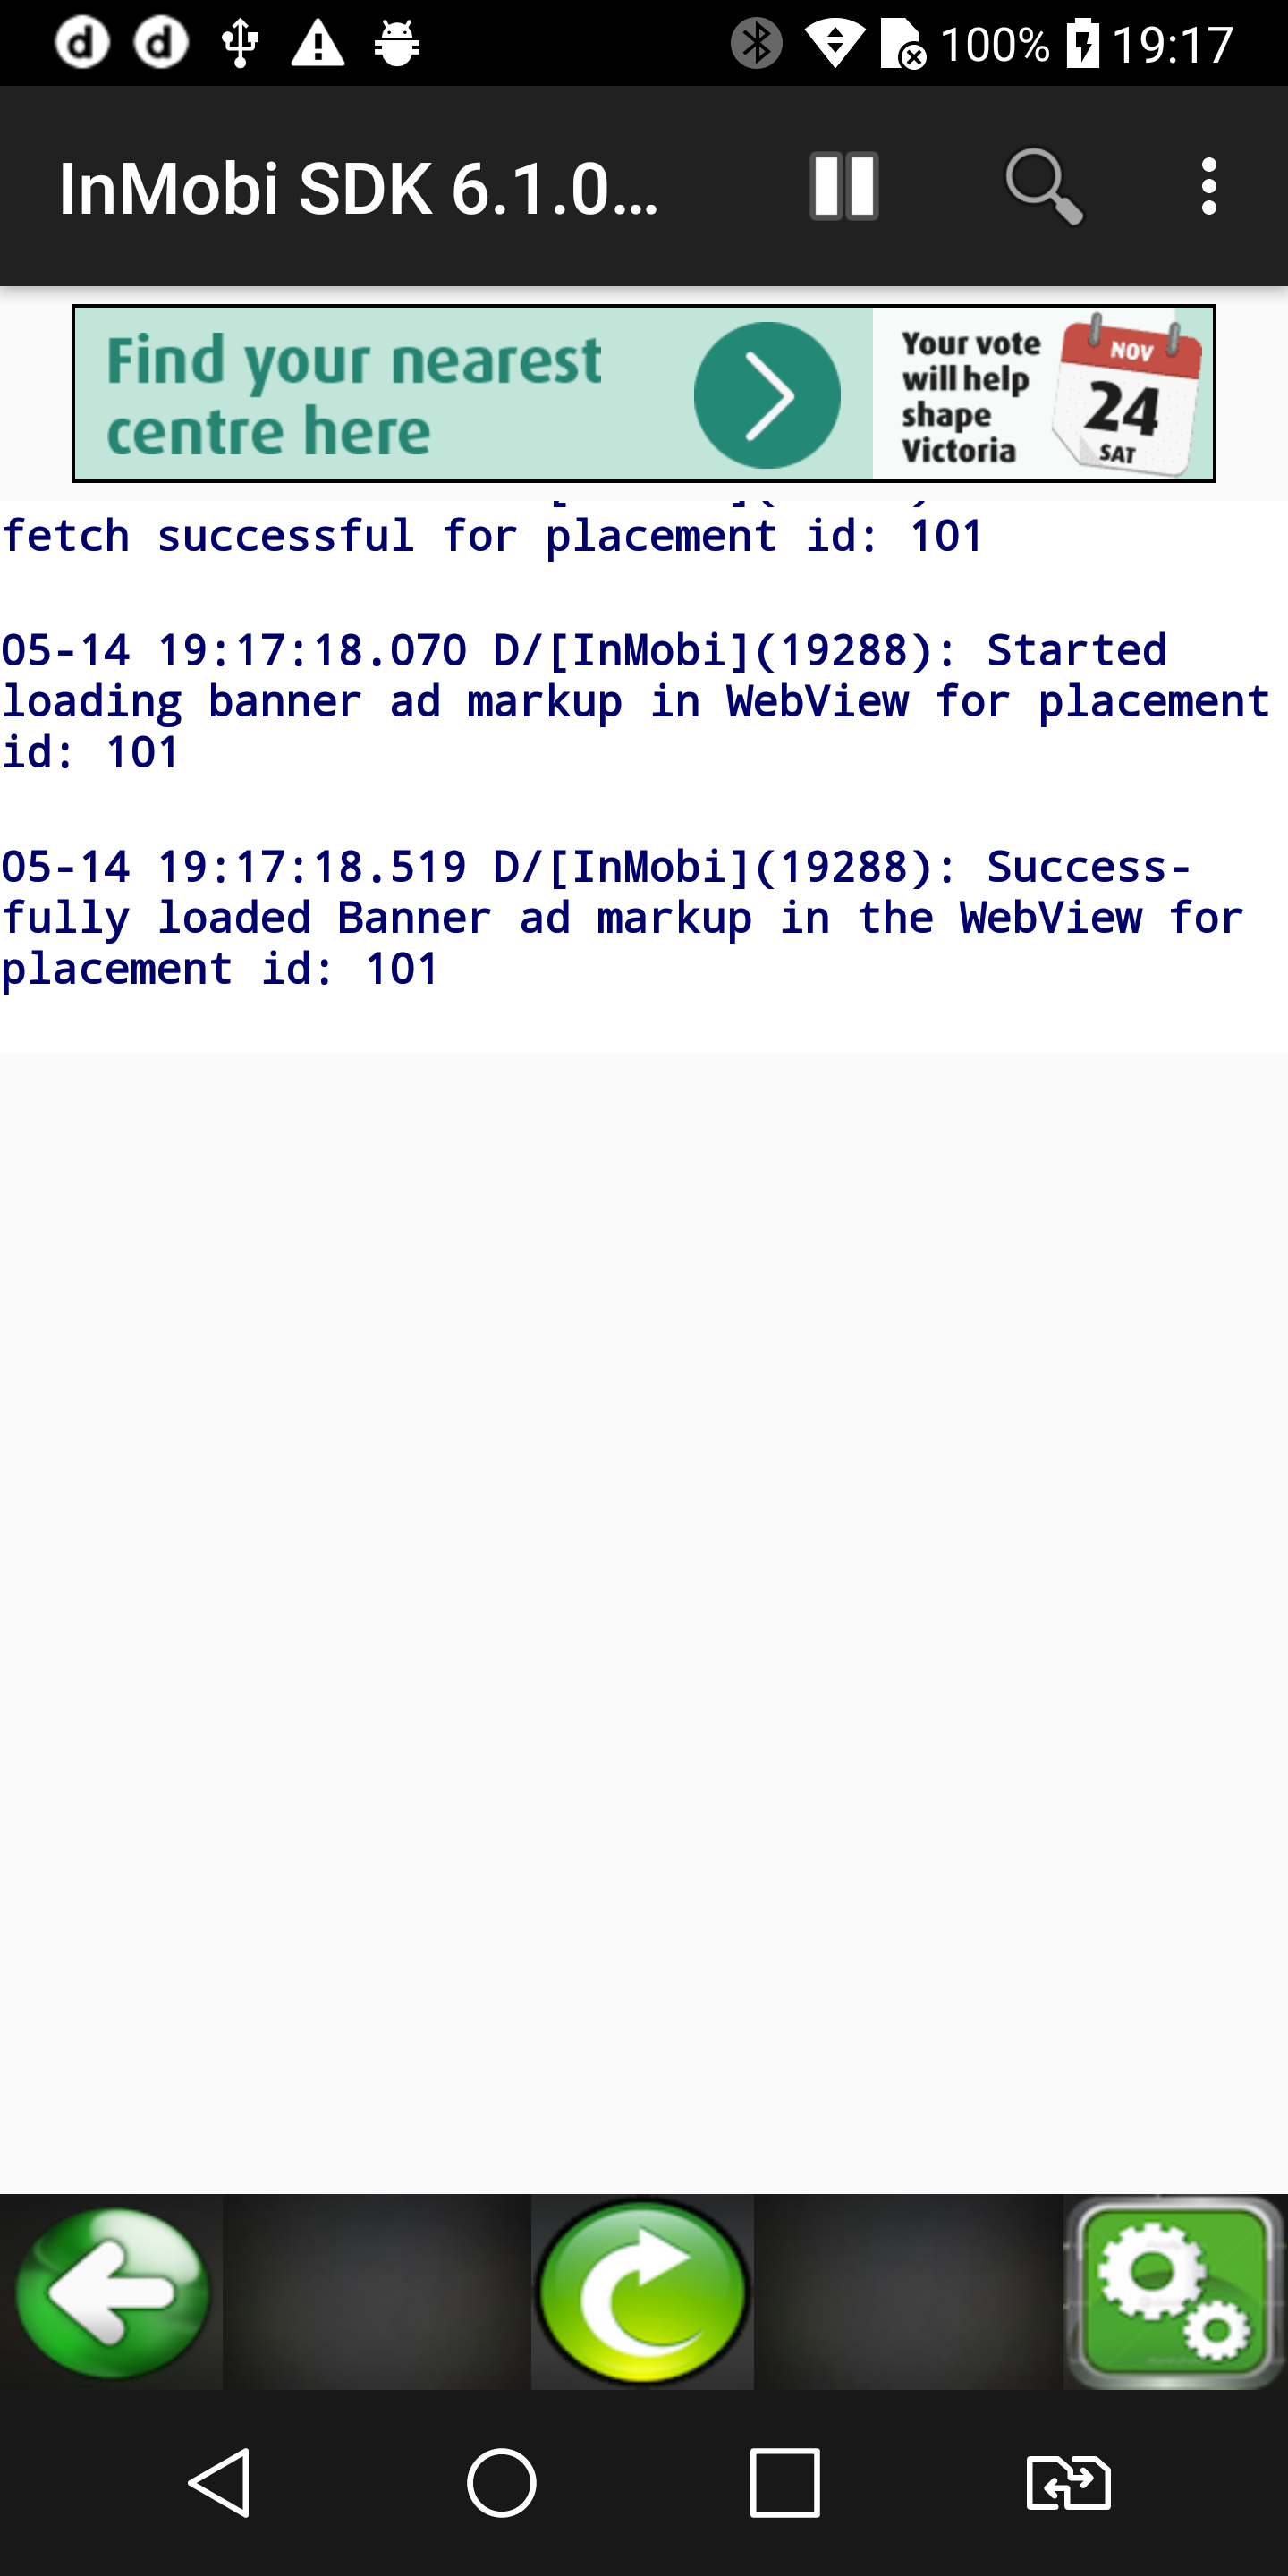 d d 100% 19:17
InMobi SDK 6.1.0...
Find your nearest
centre here
Your vote
will help
shape
Victoria
NOV
24
SAT
fetch successful for placement id: 101
05-14 19:17:18.070 D/[InMobi](19288): Started
loading banner ad markup in WebView for placement
id: 101
05-14 19:17:18.519 D/[InMobi](19288): Success-
fully loaded Banner ad markup in the WebView for
placement id: 101